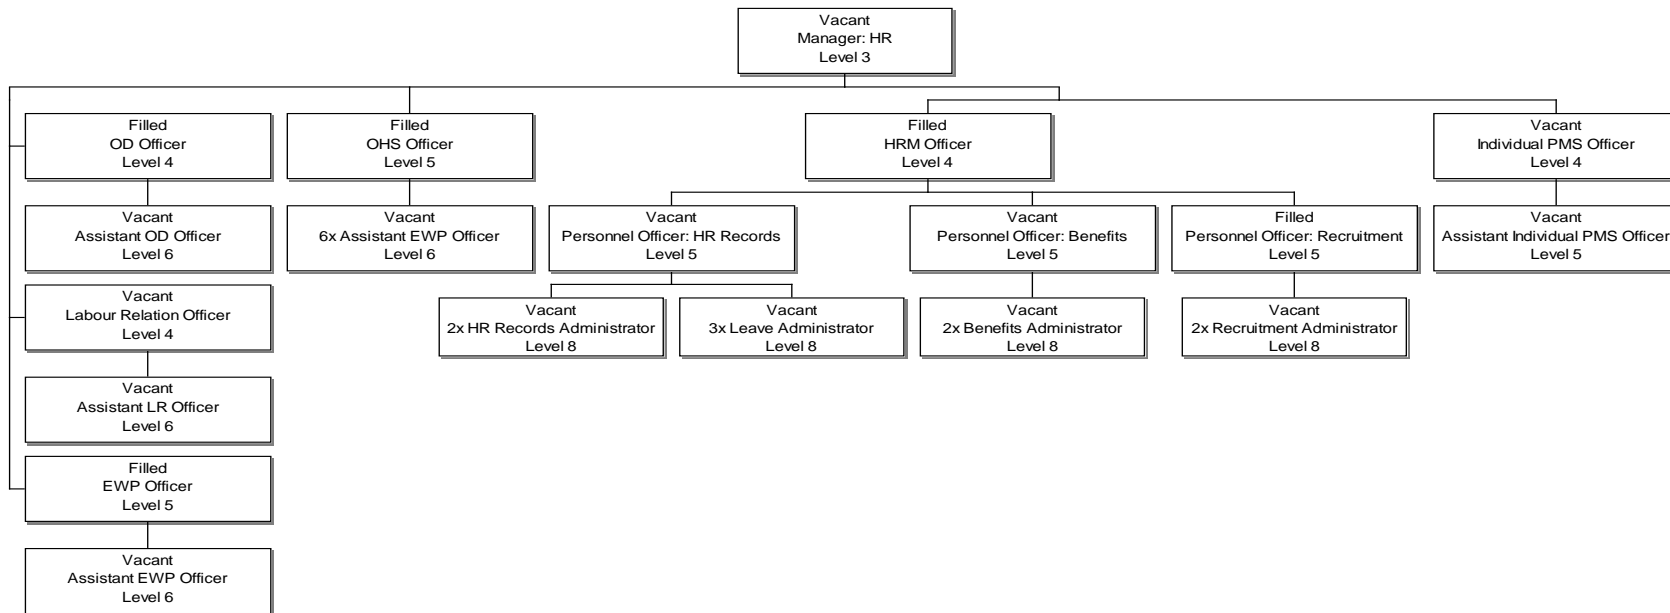 Vacant
Manager: HR
Level 3
Filled
OD Officer
Level 4
Filled
OHS Officer
Level 5
Filled
HRM Officer
Level 4
Vacant
Individual PMS Officer
Level 4
Vacant
Assistant OD Officer
Level 6
Vacant
6x Assistant EWP Officer
Level 6
Vacant
Personnel Officer: HR Records
Level 5
Vacant
Personnel Officer: Benefits
Level 5
Filled
Personnel Officer: Recruitment
Level 5
Vacant
Assistant Individual PMS Officer
Level 5
Vacant
Labour Relation Officer
Level 4
Vacant
2x HR Records Administrator
Level 8
Vacant
3x Leave Administrator
Level 8
Vacant
2x Benefits Administrator
Level 8
Vacant
2x Recruitment Administrator
Level 8
Vacant
Assistant LR Officer
Level 6
Filled
EWP Officer
Level 5
Vacant
Assistant EWP Officer
Level 6